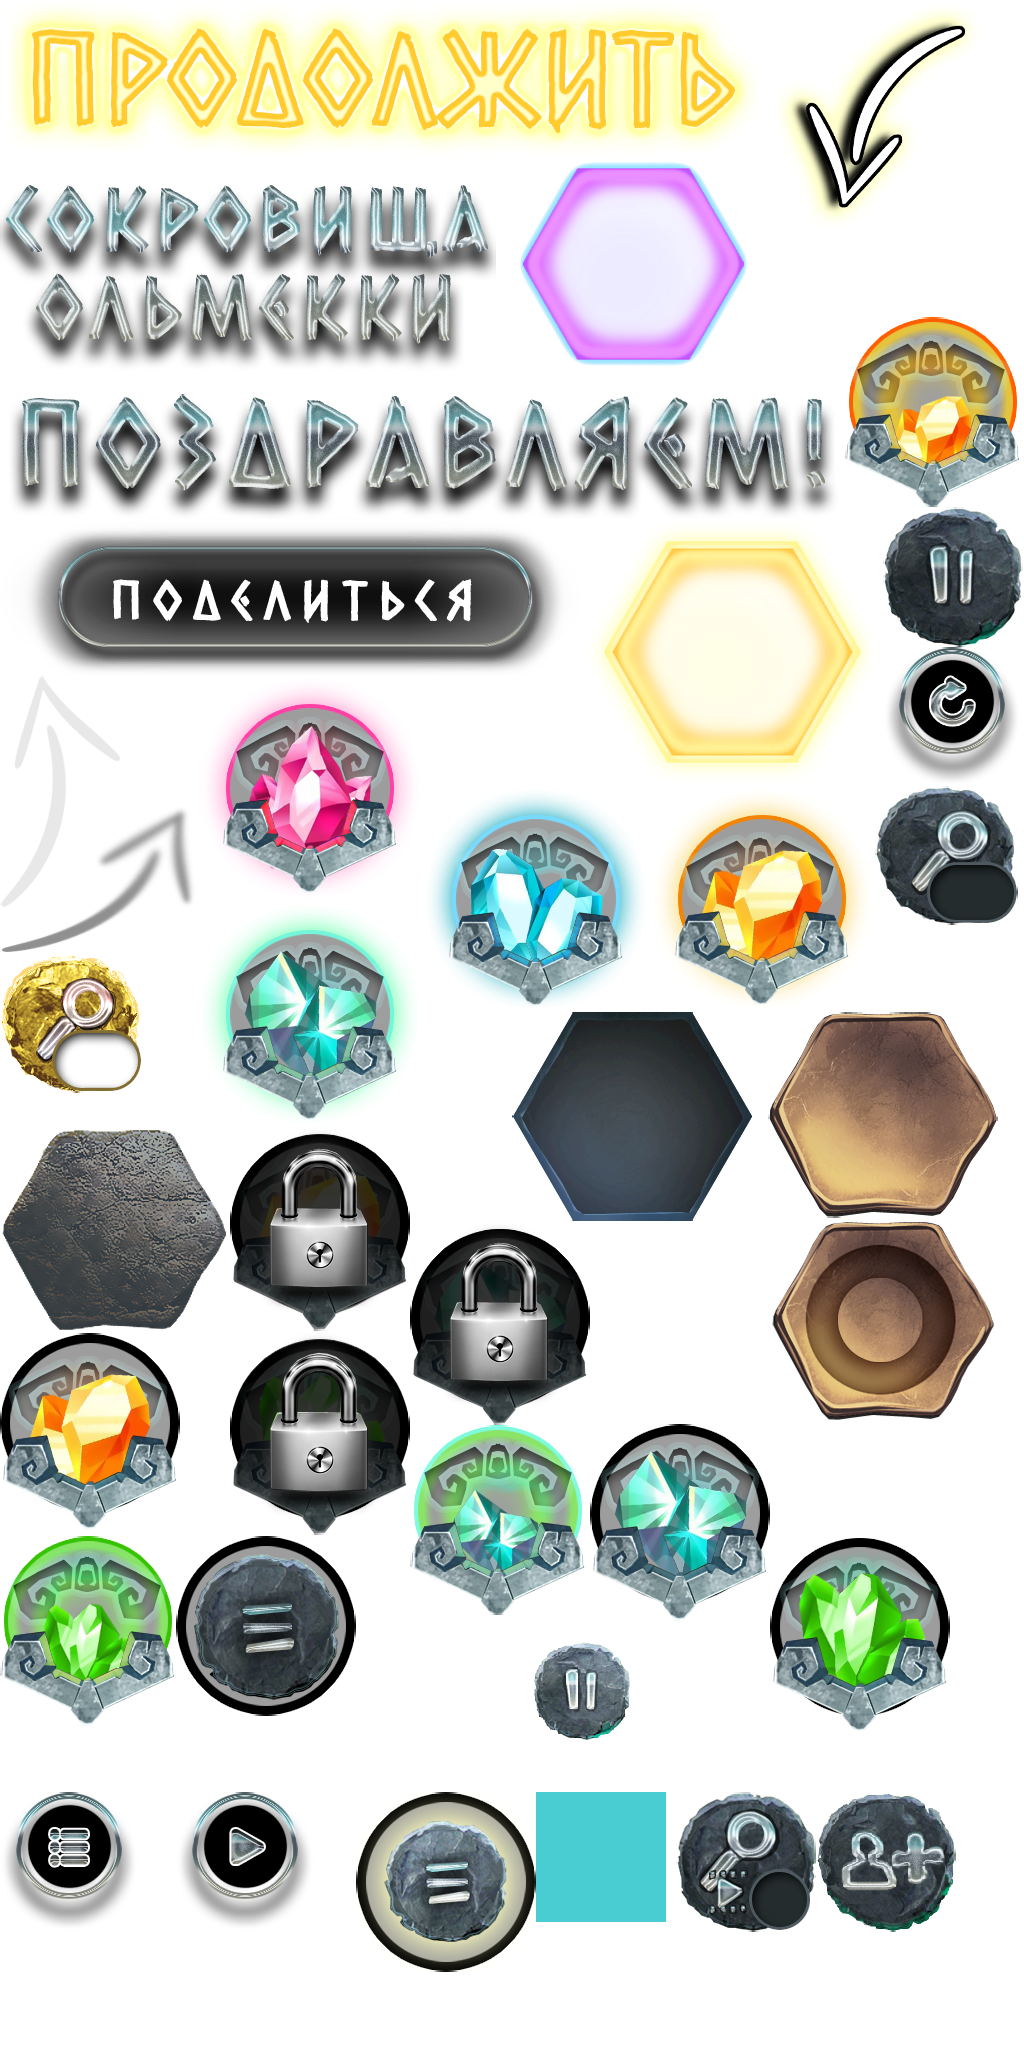 ПРОДОЛЖИТЬ
СОКРОВИЩА
ОЛЬМЕККИ
ПОЗДРАВЛЯЕМ!
ПОДЕЛИТЬСЯ